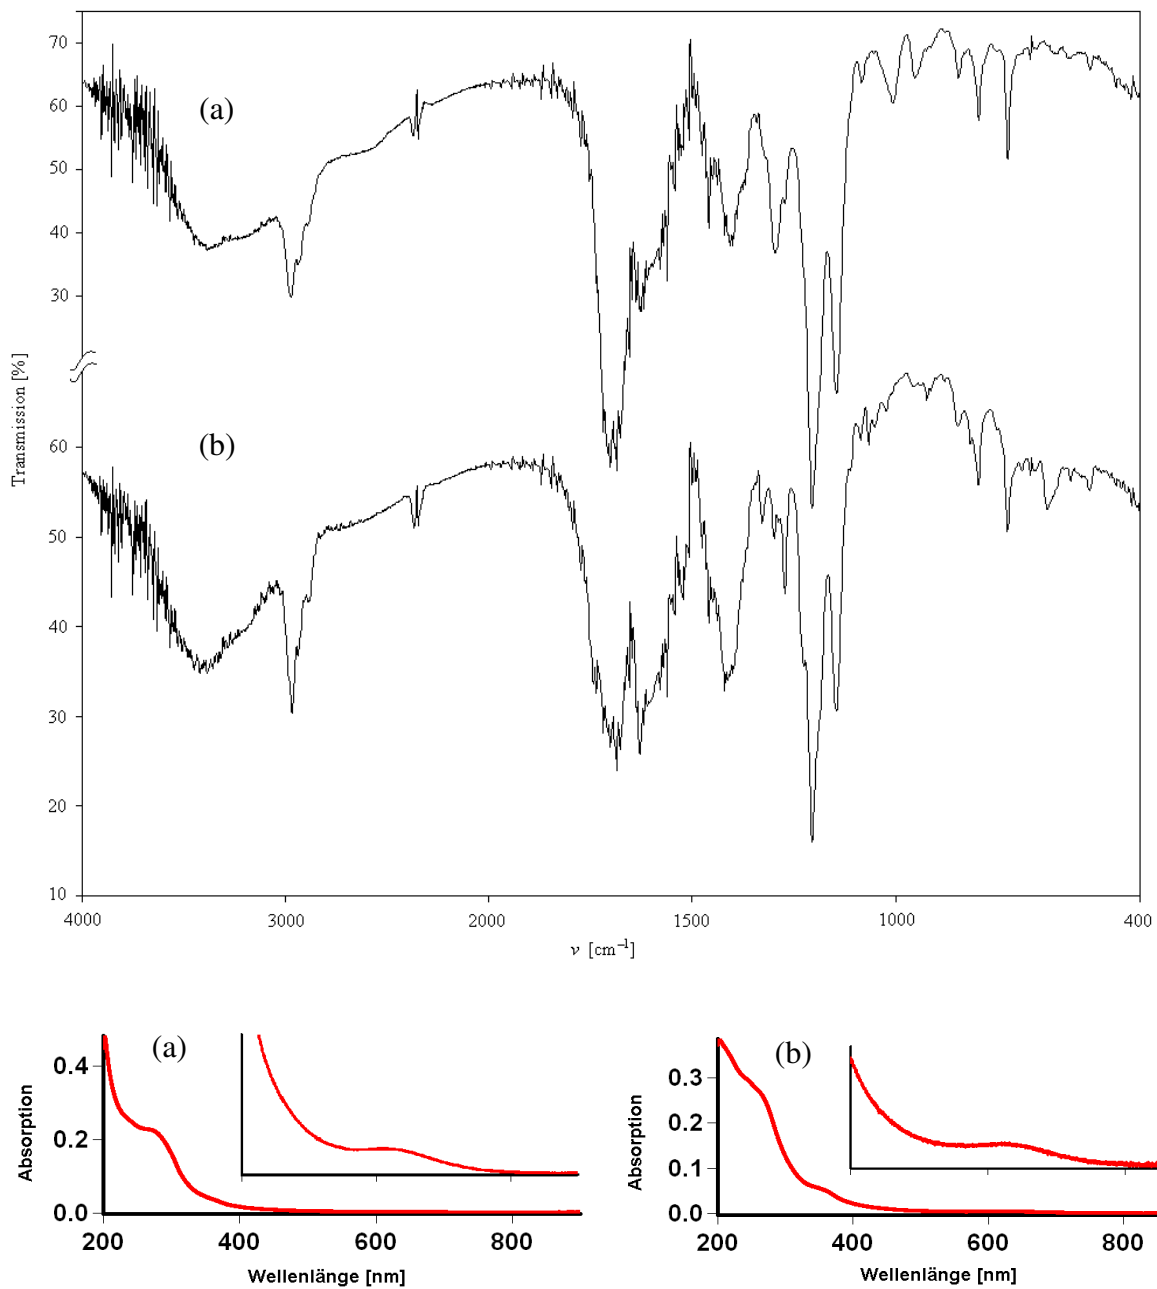 70
(a)
60
50
40
30
Transmission [%]
(b)
60
50
40
30
20
10
4000 3000 2000 1500 1000 400
ν [cm⁻¹]
(a)
0.4
0.2
0.0
Absorption
200 400 600 800
Wellenlänge [nm]
(b)
0.3
0.2
0.1
0.0
Absorption
200 400 600 800
Wellenlänge [nm]